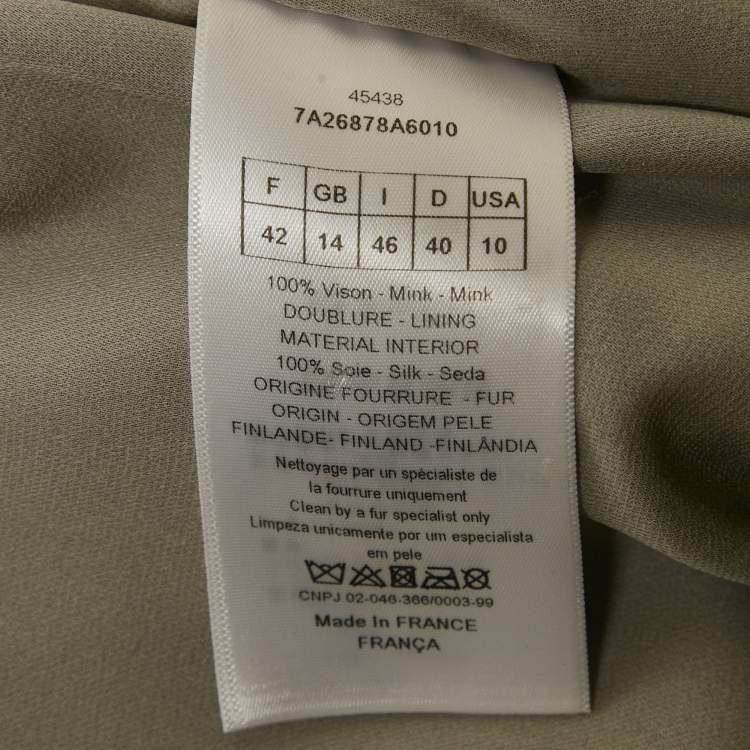 45438
7A26878A6010
F GB I D USA
42 14 46 40 10
100% Vison - Mink - Mink
DOUBLURE - LINING
MATERIAL INTERIOR
100% Soie - Silk - Seda
ORIGINE FOURRURE - FUR
ORIGIN - ORIGEM PELE
FINLANDE- FINLAND -FINLÂNDIA
Nettoyage par un spécialiste de
la fourrure uniquement
Clean by a fur specialist only
Limpeza unicamente por um especialista
em pele
CNPJ 02-046-366/0003-99
Made In FRANCE
FRANÇA